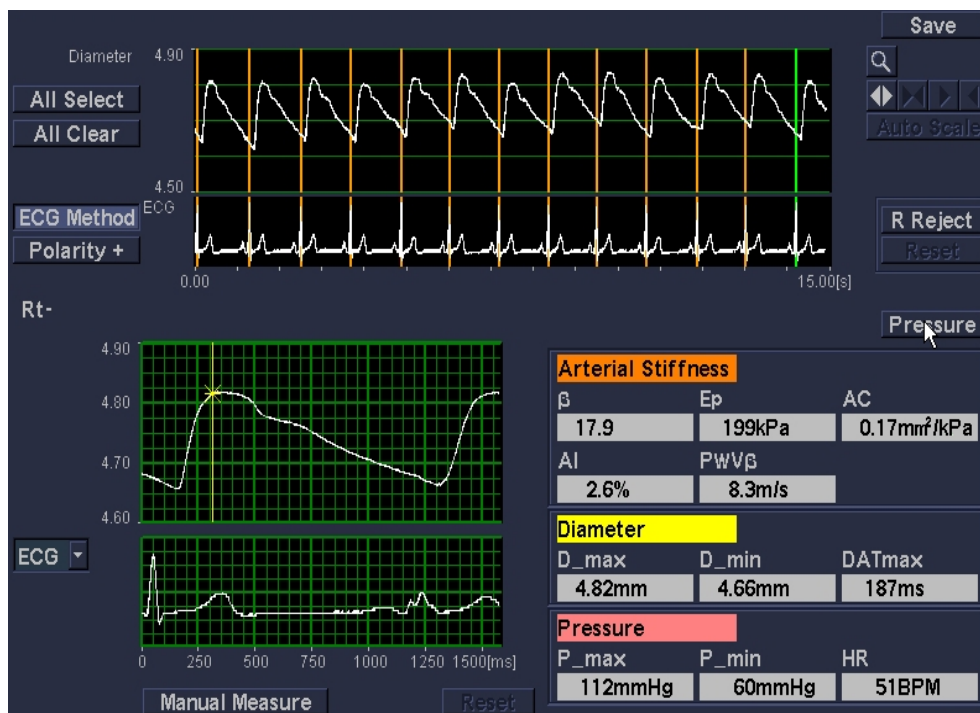 Save
Diameter 4.90
All Select
All Clear
Auto Scale
4.50
ECG Method ECG
R Reject
Polarity +
Reset
0.00 15.00[s]
Rt-
Pressure
4.90
4.80
4.70
4.60
Arterial Stiffness
β Ep AC
17.9 199kPa 0.17mm²/kPa
AI PWVβ
2.6% 8.3m/s
Diameter
D_max D_min DATmax
4.82mm 4.66mm 187ms
ECG
Pressure
P_max P_min HR
112mmHg 60mmHg 51BPM
0 250 500 750 1000 1250 1500[ms]
Manual Measure Reset